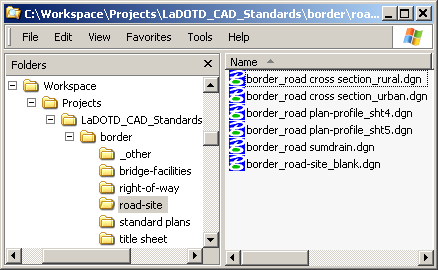 C:\Workspace\Projects\LaDOTD_CAD_Standards\border\roa...
File Edit View Favorites Tools Help
Folders
Workspace
Projects
LaDOTD_CAD_Standards
border
_other
bridge-facilities
right-of-way
road-site
standard plans
title sheet
Name
border_road cross section_rural.dgn
border_road cross section_urban.dgn
border_road plan-profile_sht4.dgn
border_road plan-profile_sht5.dgn
border_road sumdrain.dgn
border_road-site_blank.dgn